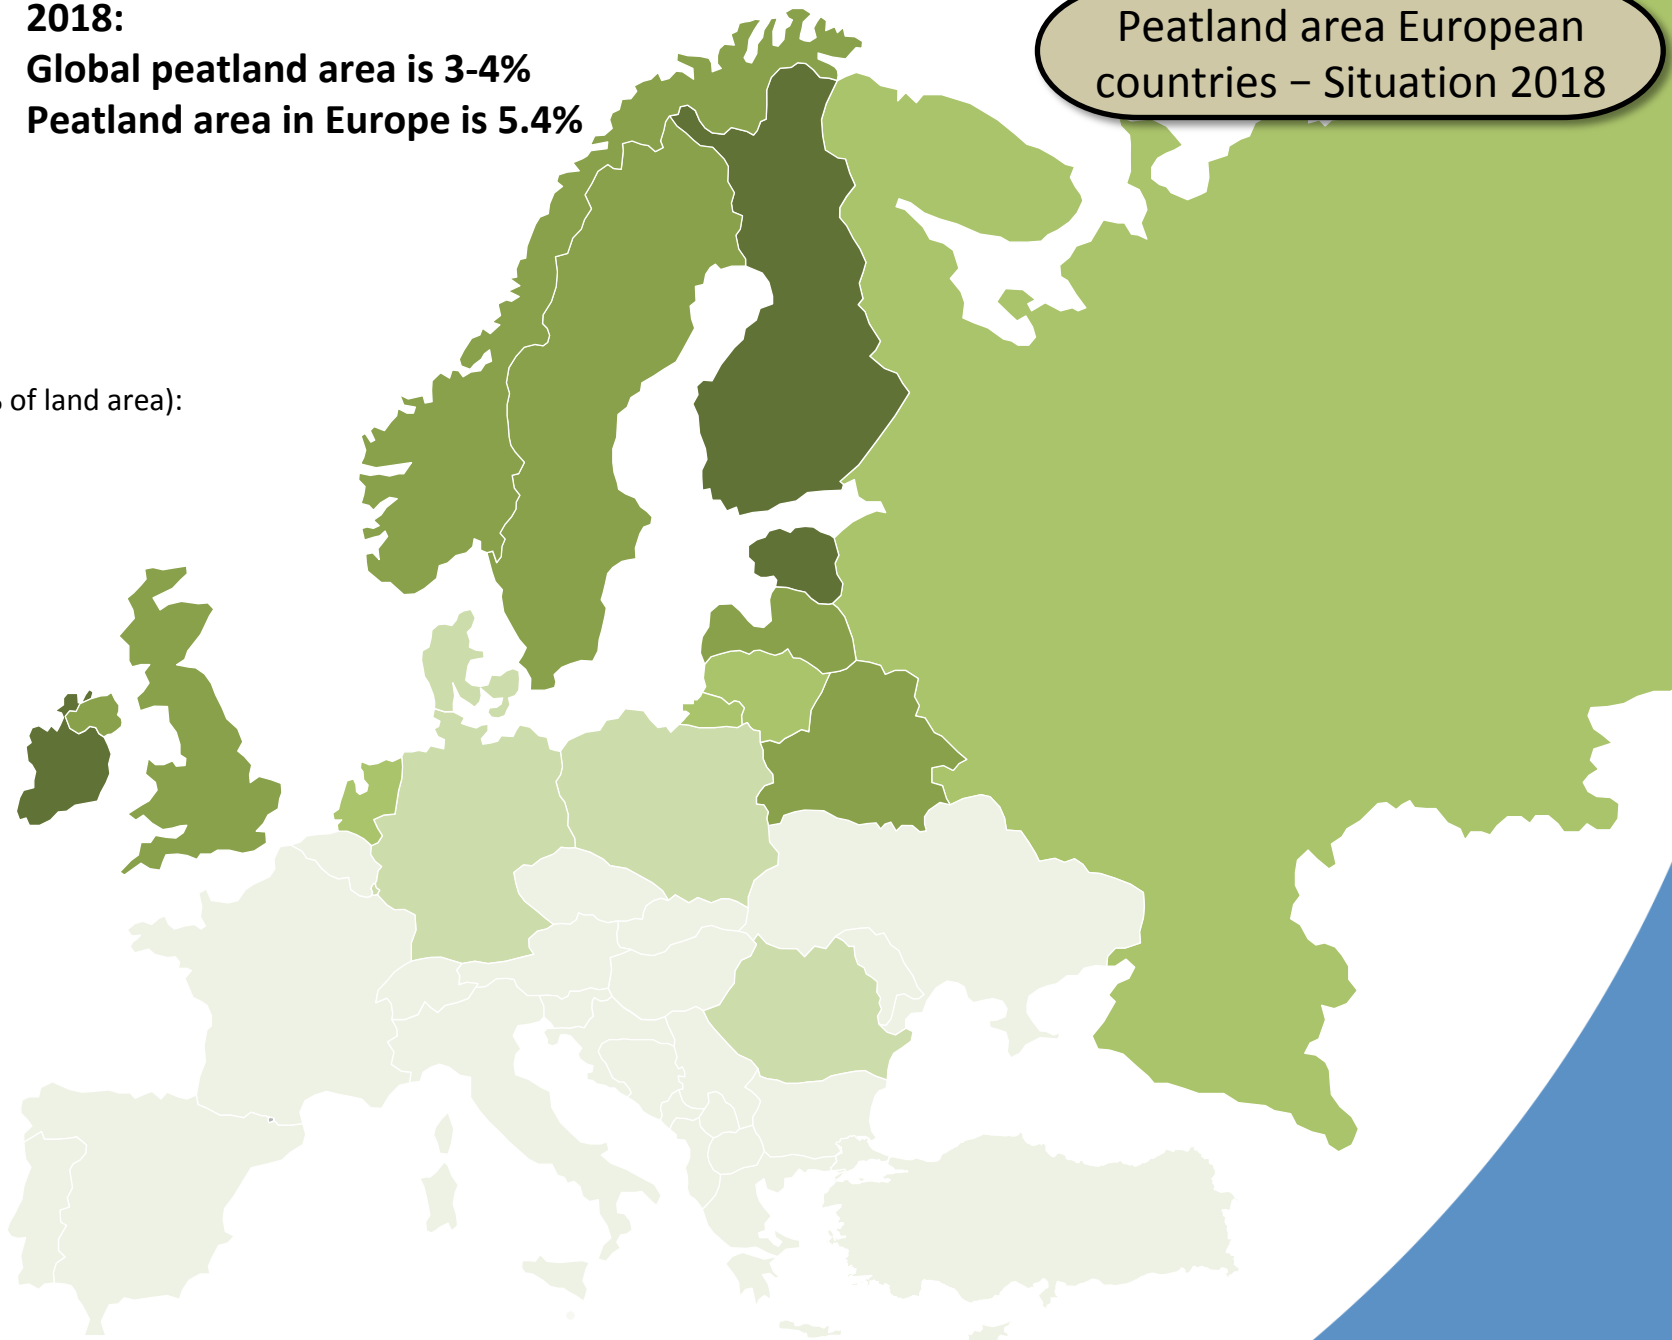 2018:
Global peatland area is 3-4%
Peatland area in Europe is 5.4%
Peatland area European
countries – Situation 2018
of land area):